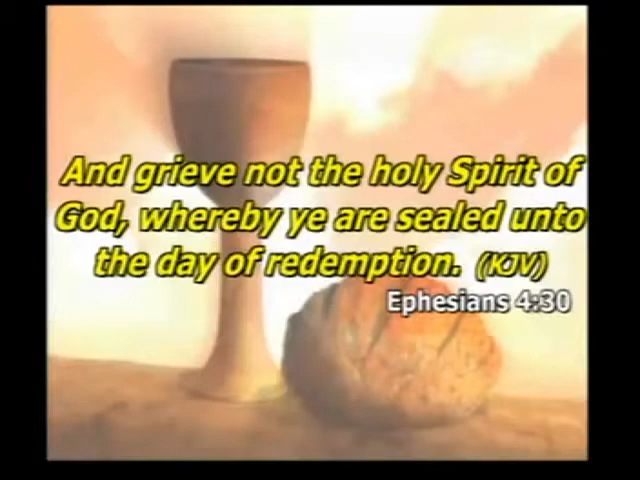 And grieve not the holy Spirit of
God, whereby ye are sealed unto
the day of redemption. (KJV)
Ephesians 4:30